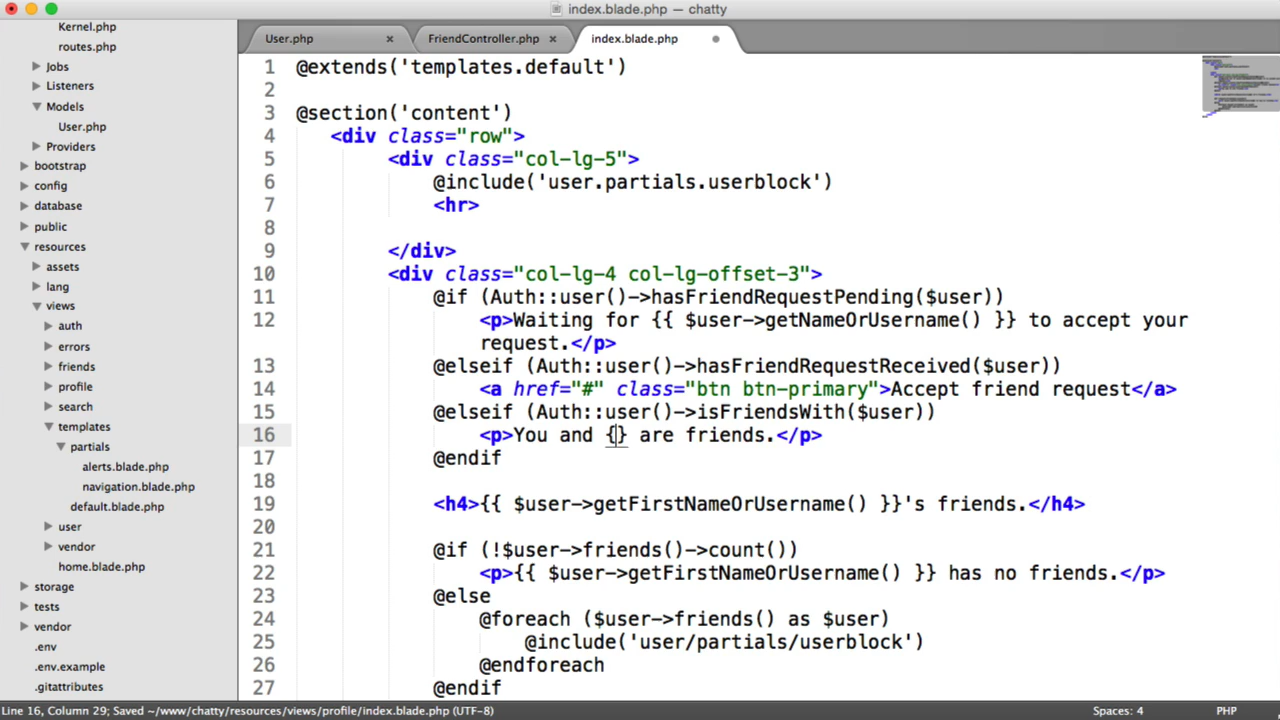 index.blade.php — chatty
Kernel.php
routes.php
Jobs
Listeners
Models
User.php
Providers
bootstrap
config
database
public
resources
assets
lang
views
auth
errors
friends
profile
search
templates
partials
alerts.blade.php
navigation.blade.php
default.blade.php
user
vendor
home.blade.php
storage
tests
vendor
.env
.env.example
.gitattributes
User.php × FriendController.php × index.blade.php
1 @extends('templates.default')
2
3 @section('content')
4 <div class="row">
5 <div class="col-lg-5">
6 @include('user.partials.userblock')
7 <hr>
8
9 </div>
10 <div class="col-lg-4 col-lg-offset-3">
11 @if (Auth::user()->hasFriendRequestPending($user))
12 <p>Waiting for {{ $user->getNameOrUsername() }} to accept your
request.</p>
13 @elseif (Auth::user()->hasFriendRequestReceived($user))
14 <a href="#" class="btn btn-primary">Accept friend request</a>
15 @elseif (Auth::user()->isFriendsWith($user))
16 <p>You and {} are friends.</p>
17 @endif
18
19 <h4>{{ $user->getFirstNameOrUsername() }}'s friends.</h4>
20
21 @if (!$user->friends()->count())
22 <p>{{ $user->getFirstNameOrUsername() }} has no friends.</p>
23 @else
24 @foreach ($user->friends() as $user)
25 @include('user/partials/userblock')
26 @endforeach
27 @endif
Line 16, Column 29; Saved ~/www/chatty/resources/views/profile/index.blade.php (UTF-8) Spaces: 4 PHP